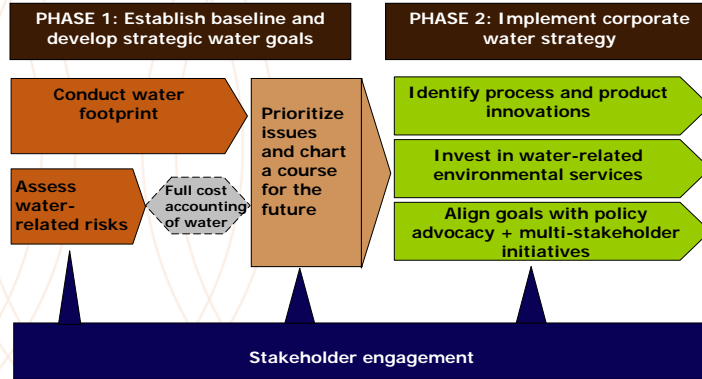 PHASE 1: Establish baseline and
develop strategic water goals
PHASE 2: Implement corporate
water strategy
Conduct water
footprint
Assess
water-
related risks
Full cost
accounting
of water
Prioritize
issues
and chart
a course
for the
future
Identify process and product
innovations
Invest in water-related
environmental services
Align goals with policy
advocacy + multi-stakeholder
initiatives
Stakeholder engagement